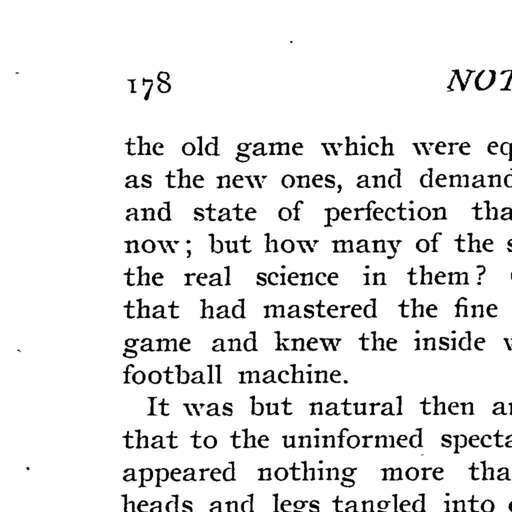 178 NOT
the old game which were eq
as the new ones, and demand
and state of perfection tha
now; but how many of the s
the real science in them?
that had mastered the fine
game and knew the inside
football machine.
It was but natural then an
that to the uninformed specta
appeared nothing more tha
heads and legs tangled into